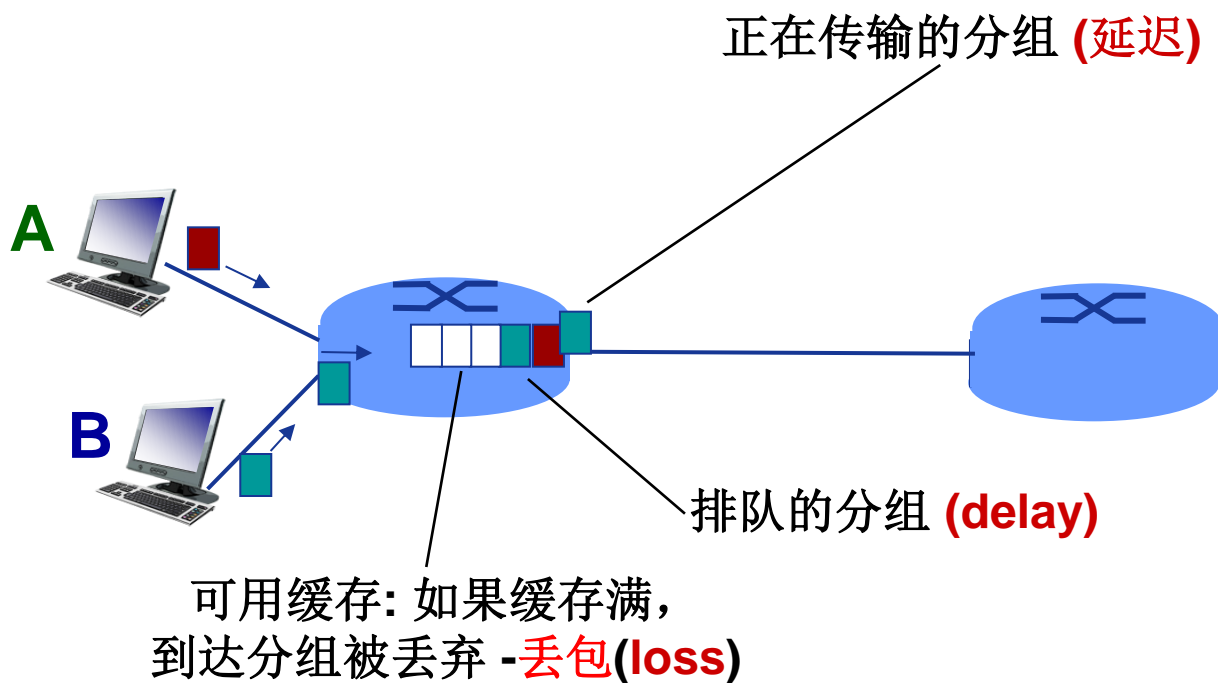 正在传输的分组 (延迟)
A
B
排队的分组 (delay)
可用缓存: 如果缓存满，
到达分组被丢弃 -丢包(loss)